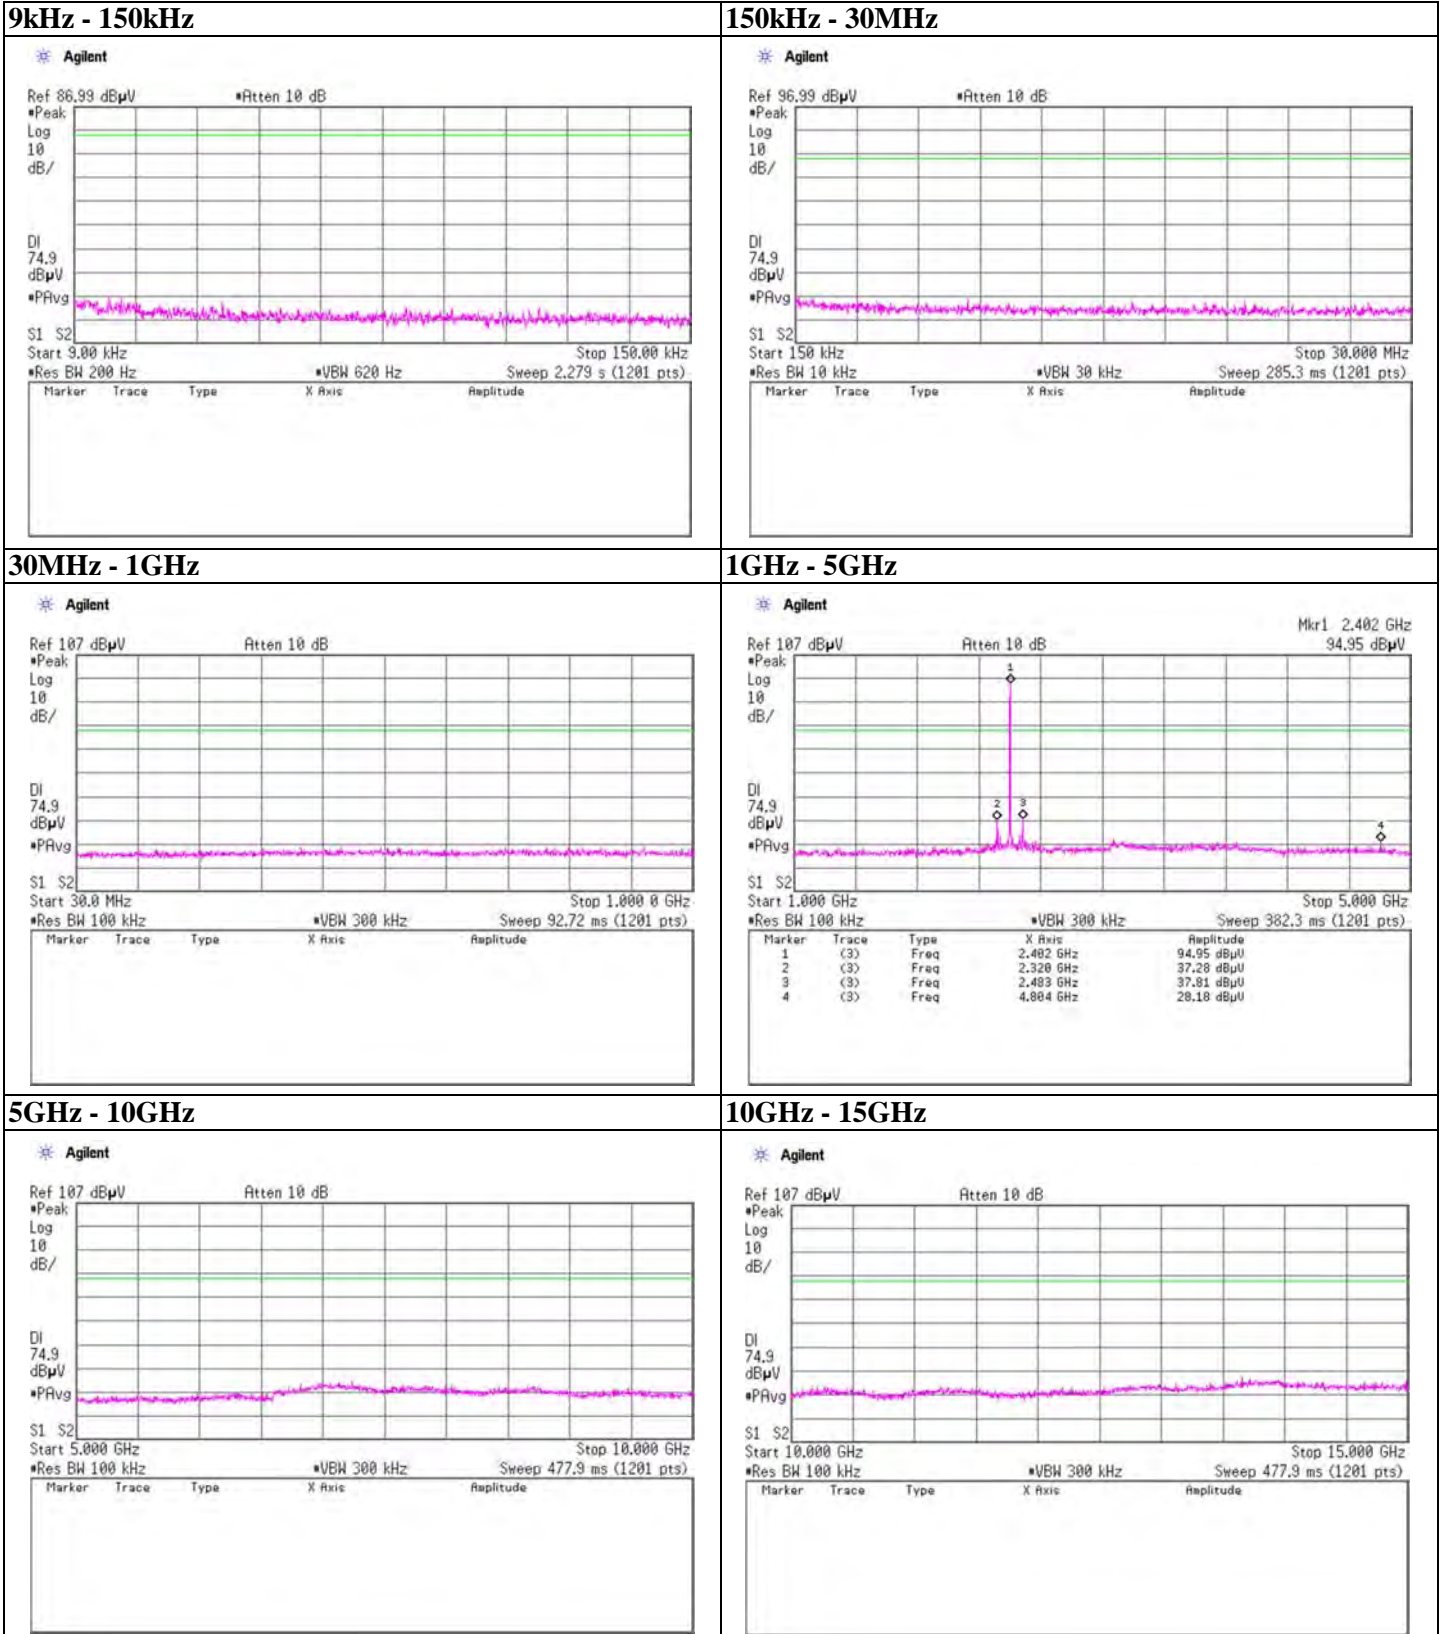 9kHz - 150kHz
Agilent
Ref 86.99 dBµV
*Atten 10 dB
*Peak
Log
10
dB/
DI
74.9
dBµV
*PAvg
S1 S2
Start 9.00 kHz
Stop 150.00 kHz
*Res BW 200 Hz
*VBW 620 Hz
Sweep 2.279 s (1201 pts)
Marker Trace Type X Axis Amplitude
150kHz - 30MHz
Agilent
Ref 96.99 dBµV
*Atten 10 dB
*Peak
Log
10
dB/
DI
74.9
dBµV
*PAvg
S1 S2
Start 150 kHz
Stop 30.000 MHz
*Res BW 10 kHz
*VBW 30 kHz
Sweep 285.3 ms (1201 pts)
Marker Trace Type X Axis Amplitude
30MHz - 1GHz
Agilent
Ref 107 dBµV
Atten 10 dB
*Peak
Log
10
dB/
DI
74.9
dBµV
*PAvg
S1 S2
Start 30.0 MHz
Stop 1.000 0 GHz
*Res BW 100 kHz
*VBW 300 kHz
Sweep 92.72 ms (1201 pts)
Marker Trace Type X Axis Amplitude
1GHz - 5GHz
Agilent
Mkr1 2.402 GHz
Ref 107 dBµV
Atten 10 dB
94.95 dBµV
*Peak
Log
10
dB/
1
2
3
4
DI
74.9
dBµV
*PAvg
S1 S2
Start 1.000 GHz
Stop 5.000 GHz
*Res BW 100 kHz
*VBW 300 kHz
Sweep 382.3 ms (1201 pts)
Marker Trace Type X Axis Amplitude
1 (3) Freq 2.402 GHz 94.95 dBµV
2 (3) Freq 2.320 GHz 37.28 dBµV
3 (3) Freq 2.483 GHz 37.81 dBµV
4 (3) Freq 4.804 GHz 28.18 dBµV
5GHz - 10GHz
Agilent
Ref 107 dBµV
Atten 10 dB
*Peak
Log
10
dB/
DI
74.9
dBµV
*PAvg
S1 S2
Start 5.000 GHz
Stop 10.000 GHz
*Res BW 100 kHz
*VBW 300 kHz
Sweep 477.9 ms (1201 pts)
Marker Trace Type X Axis Amplitude
10GHz - 15GHz
Agilent
Ref 107 dBµV
Atten 10 dB
*Peak
Log
10
dB/
DI
74.9
dBµV
*PAvg
S1 S2
Start 10.000 GHz
Stop 15.000 GHz
*Res BW 100 kHz
*VBW 300 kHz
Sweep 477.9 ms (1201 pts)
Marker Trace Type X Axis Amplitude